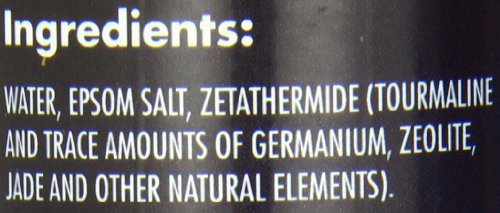 Ingredients:
WATER, EPSOM SALT, ZETATHERMIDE (TOURMALINE
AND TRACE AMOUNTS OF GERMANIUM, ZEOLITE,
JADE AND OTHER NATURAL ELEMENTS).